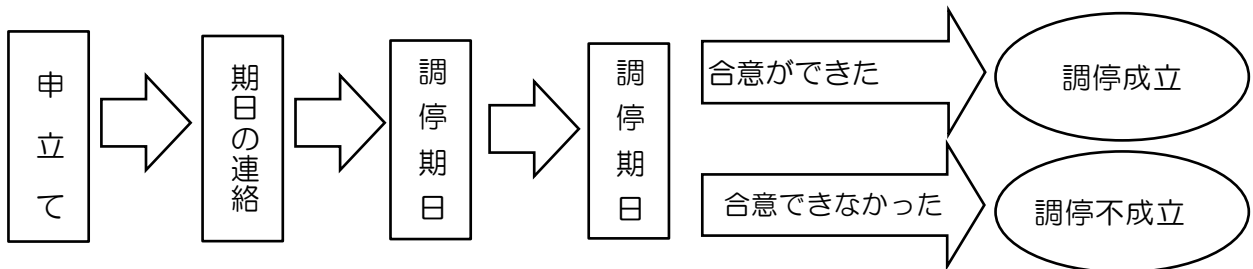 申立て
期日の連絡
調停期日
調停期日
合意ができた
調停成立
合意できなかった
調停不成立